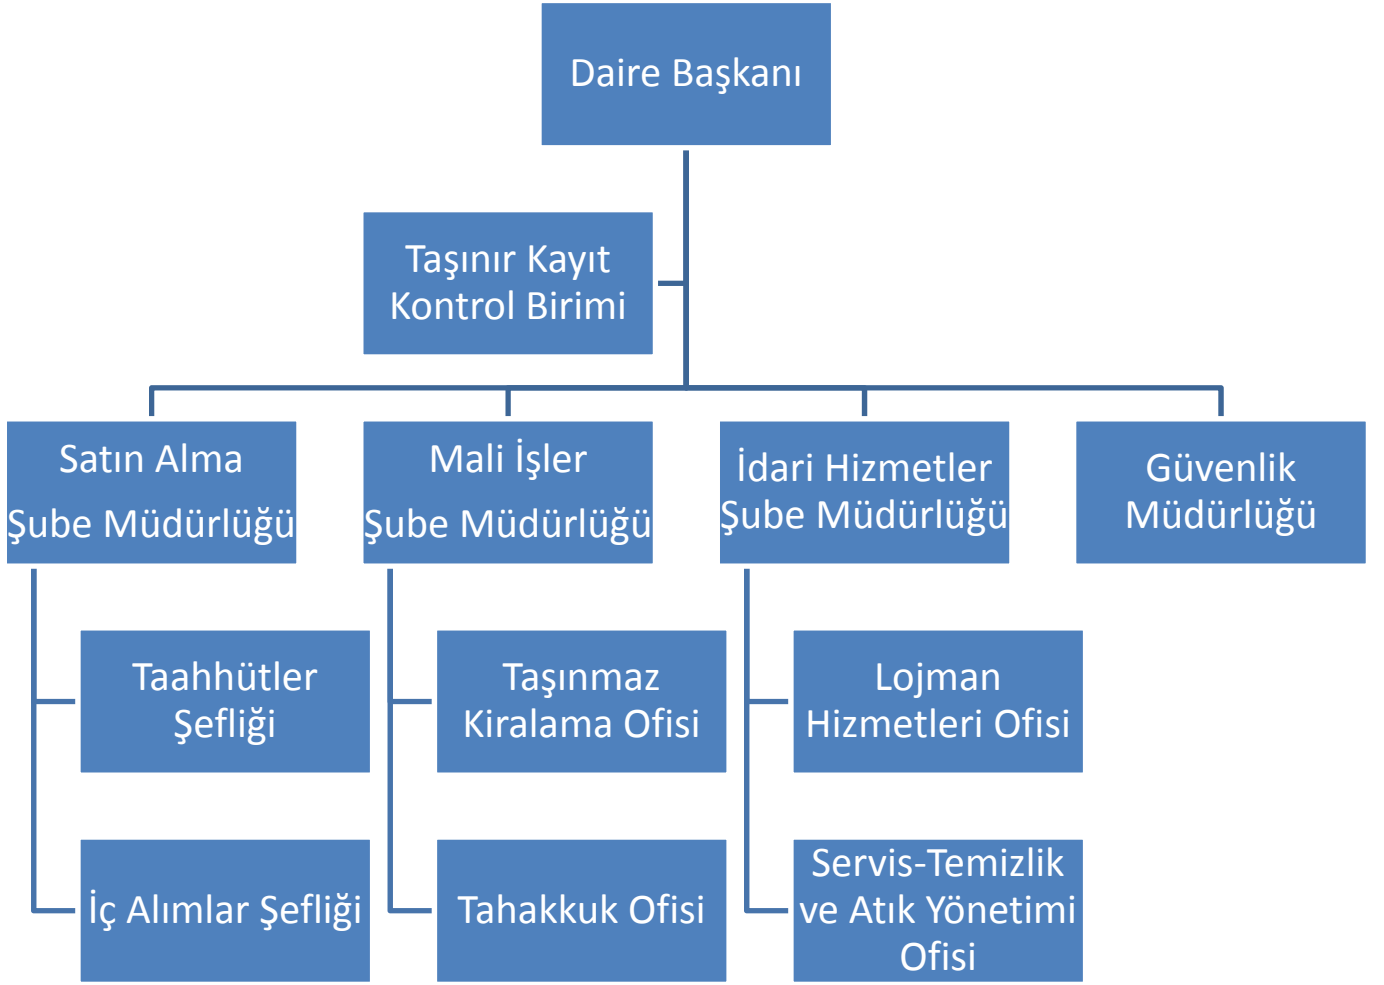 Daire Başkanı
Taşınır Kayıt
Kontrol Birimi
Satın Alma
Şube Müdürlüğü
Mali İşler
Şube Müdürlüğü
İdari Hizmetler
Şube Müdürlüğü
Güvenlik
Müdürlüğü
Taahhütler
Şefliği
Taşınmaz
Kiralama Ofisi
Lojman
Hizmetleri Ofisi
İç Alımlar Şefliği
Tahakkuk Ofisi
Servis-Temizlik
ve Atık Yönetimi
Ofisi